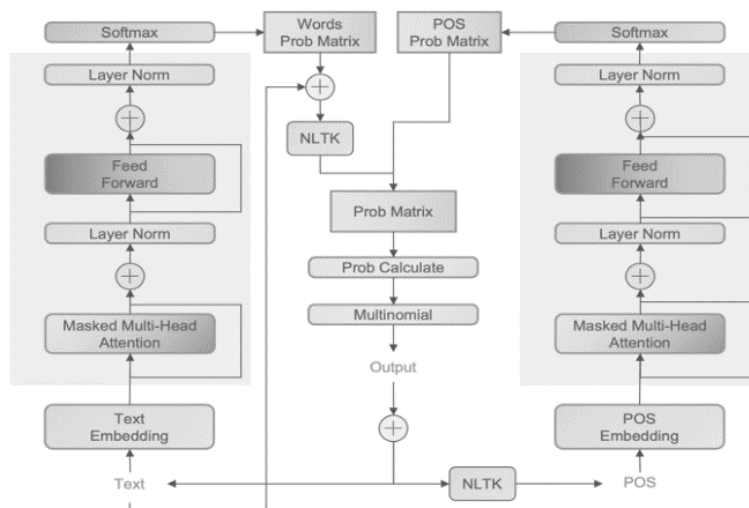 Softmax
Words
Prob Matrix
POS
Prob Matrix
Softmax
Layer Norm
Feed
Forward
Layer Norm
Masked Multi-Head
Attention
Text
Embedding
Text
NLTK
Prob Matrix
Prob Calculate
Multinomial
Output
NLTK
Layer Norm
Feed
Forward
Layer Norm
Masked Multi-Head
Attention
POS
Embedding
POS